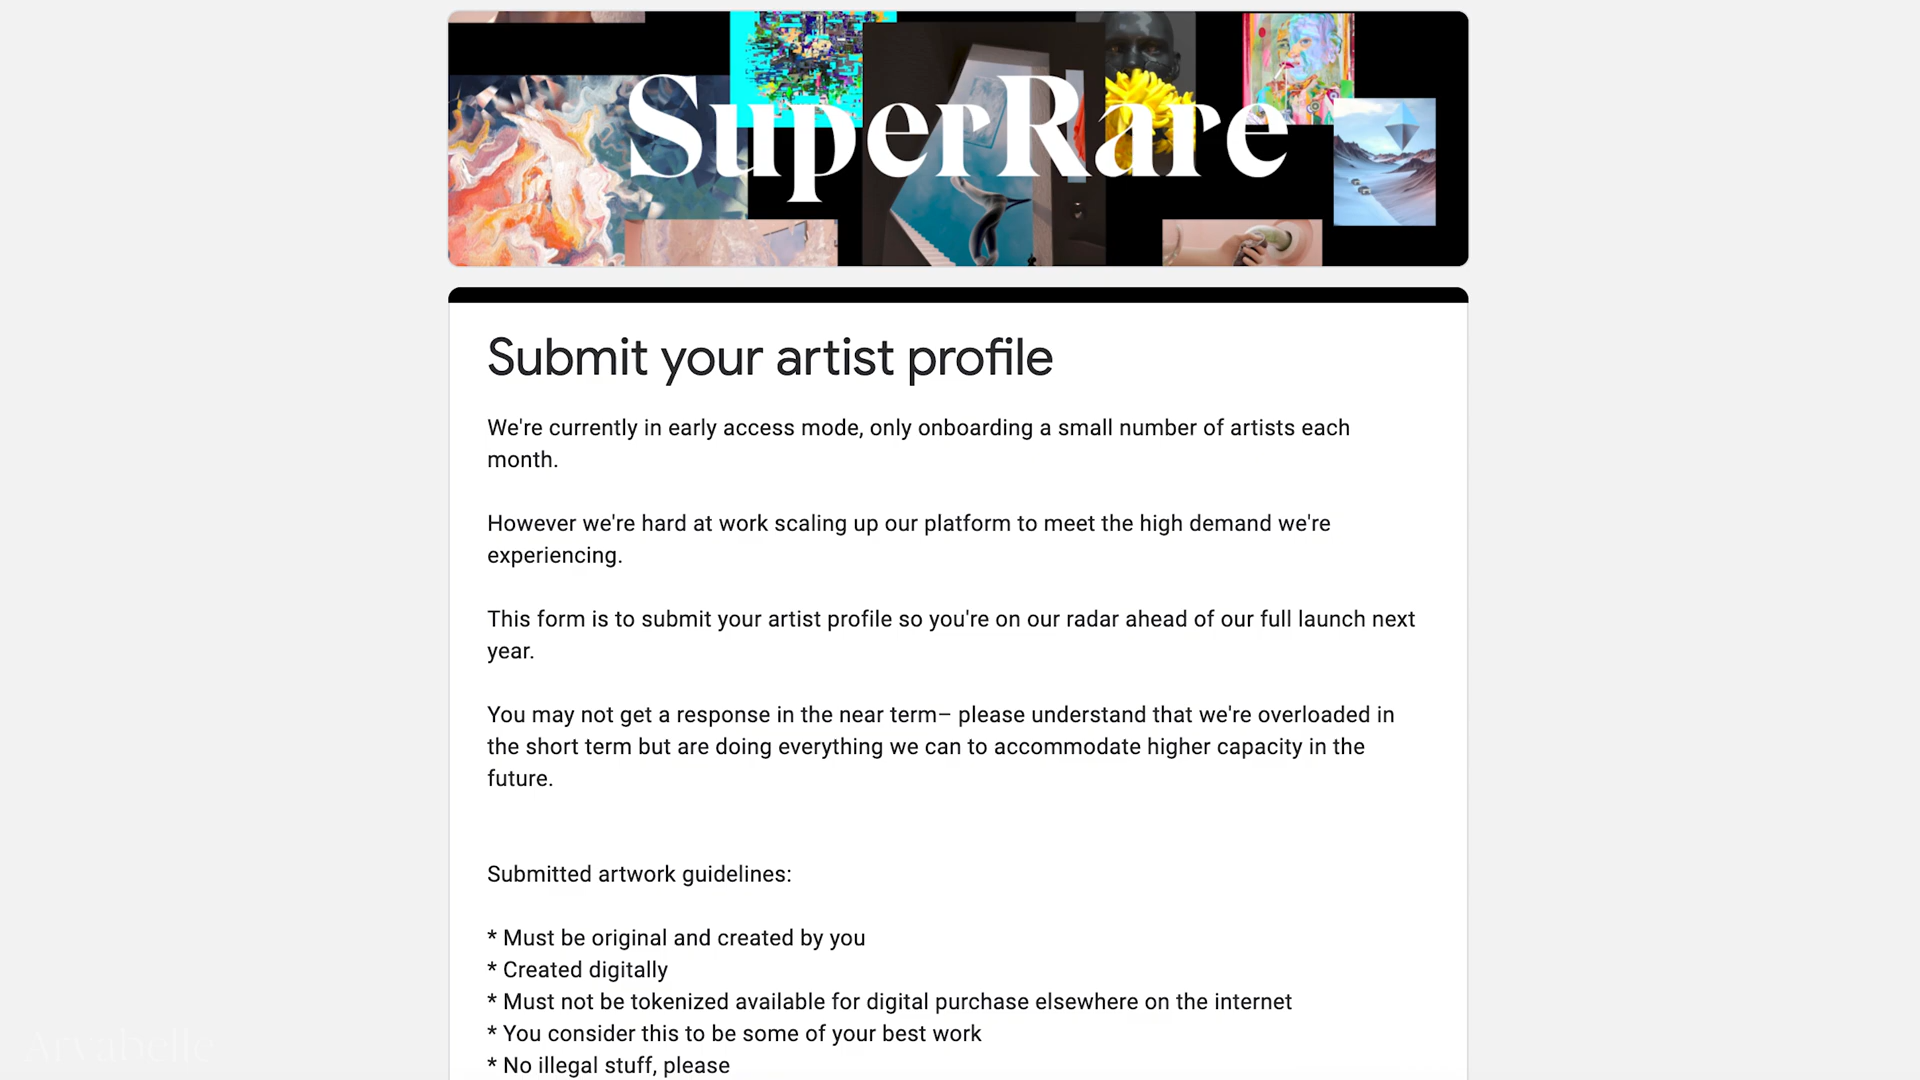 SuperRare
Submit your artist profile
We're currently in early access mode, only onboarding a small number of artists each
month.
However we're hard at work scaling up our platform to meet the high demand we're
experiencing.
This form is to submit your artist profile so you're on our radar ahead of our full launch next
year.
You may not get a response in the near term– please understand that we're overloaded in
the short term but are doing everything we can to accommodate higher capacity in the
future.
Submitted artwork guidelines:
* Must be original and created by you
* Created digitally
* Must not be tokenized available for digital purchase elsewhere on the internet
* You consider this to be some of your best work
* No illegal stuff, please
Arvabelle